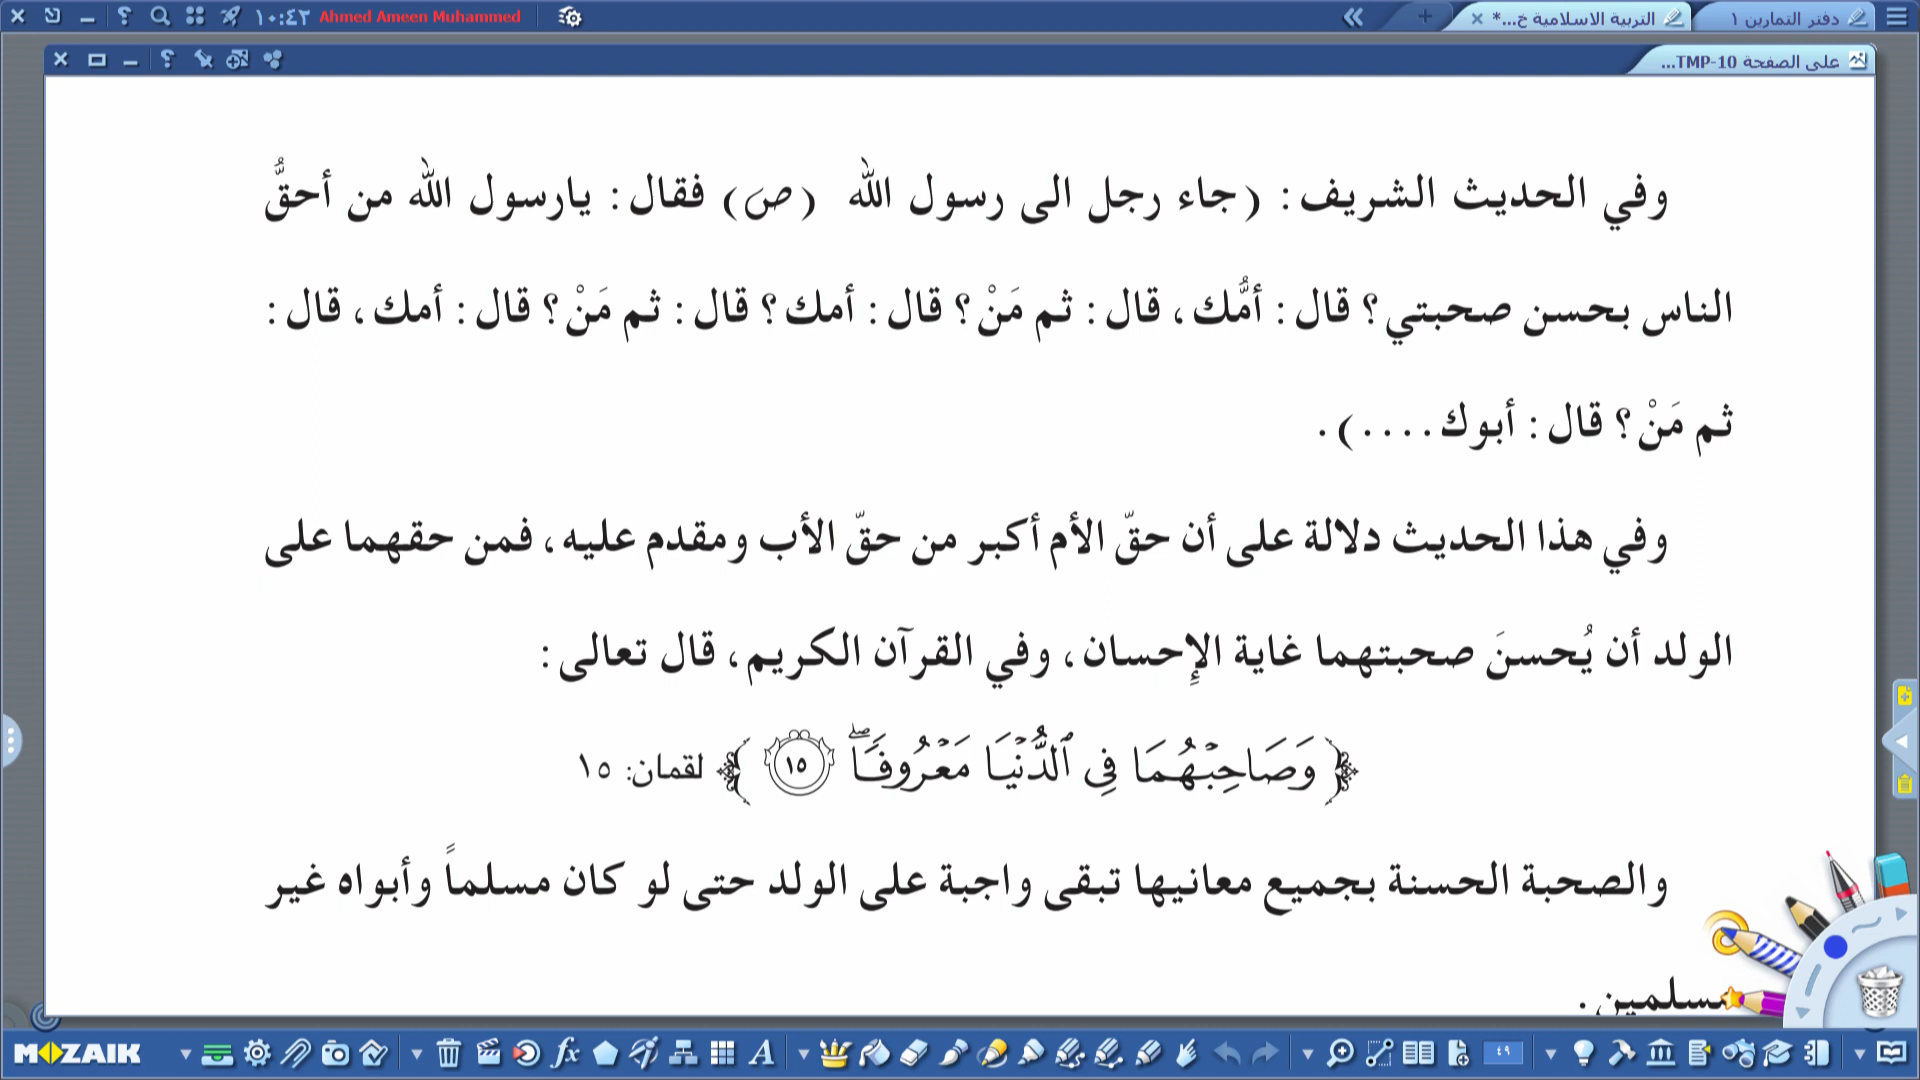 ١٠:٤٢ Ahmed Ameen Muhammed
التربية الاسلامية خ...*
دفتر التمارين ١
على الصفحة TMP-10...
وفي الحديث الشريف: (جاء رجل الى رسول الله (صَ) فقال: يارسول الله من أحقُّ
الناس بحسن صحبتي؟ قال: أمُّك، قال: ثم مَنْ؟ قال: أمك؟ قال: ثم مَنْ؟ قال: أمك، قال:
ثم مَنْ؟ قال: أبوك....).
وفي هذا الحديث دلالة على أن حقّ الأم أكبر من حقّ الأب ومقدم عليه، فمن حقهما على
الولد أن يُحسنَ صحبتهما غاية الإِحسان، وفي القرآن الكريم، قال تعالى:
﴿ وَصَاحِبْهُمَا فِى ٱلدُّنْيَا مَعْرُوفًاۖ ١٥ ﴾ لقمان: ١٥
والصحبة الحسنة بجميع معانيها تبقى واجبة على الولد حتى لو كان مسلماً وأبواه غير
مسلمين.
MOZAIK
٤٩